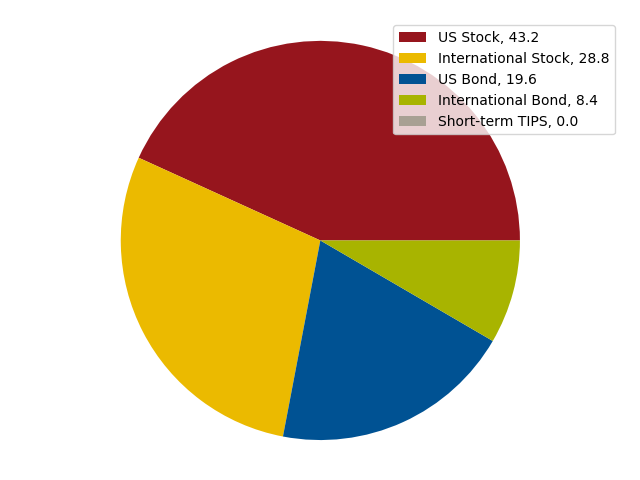 US Stock, 43.2
International Stock, 28.8
US Bond, 19.6
International Bond, 8.4
Short-term TIPS, 0.0